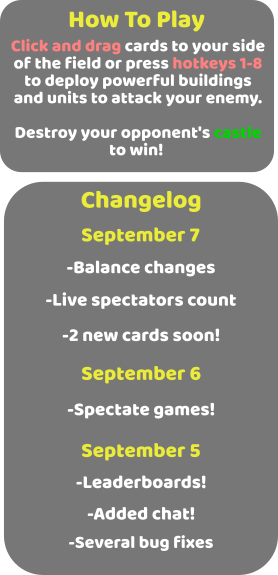 How To Play
Click and drag cards to your side
of the field or press hotkeys 1-8
to deploy powerful buildings
and units to attack your enemy.
Destroy your opponent's castle
to win!
Changelog
September 7
-Balance changes
-Live spectators count
-2 new cards soon!
September 6
-Spectate games!
September 5
-Leaderboards!
-Added chat!
-Several bug fixes